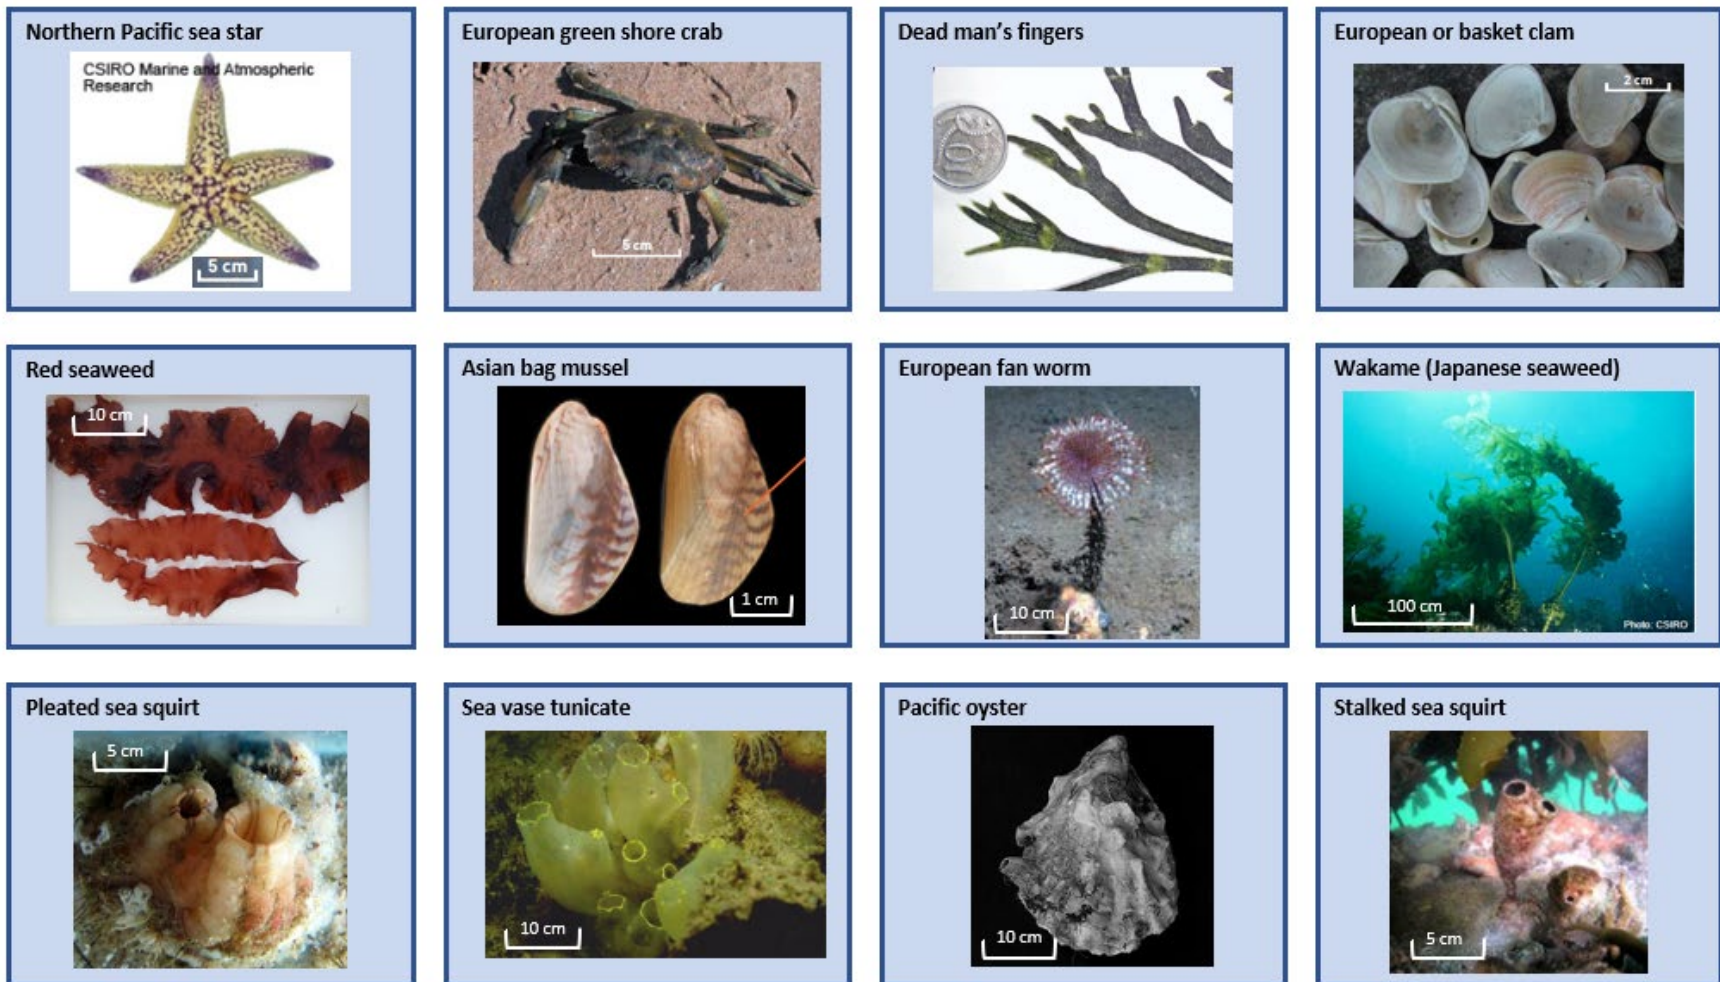 Northern Pacific sea star
CSIRO Marine and Atmospheric
Research
5 cm
European green shore crab
5 cm
Dead man's fingers
10
European or basket clam
2 cm
Red seaweed
10 cm
Asian bag mussel
1 cm
European fan worm
10 cm
Wakame (Japanese seaweed)
100 cm
Photo: CSIRO
Pleated sea squirt
5 cm
Sea vase tunicate
10 cm
Pacific oyster
10 cm
Stalked sea squirt
5 cm